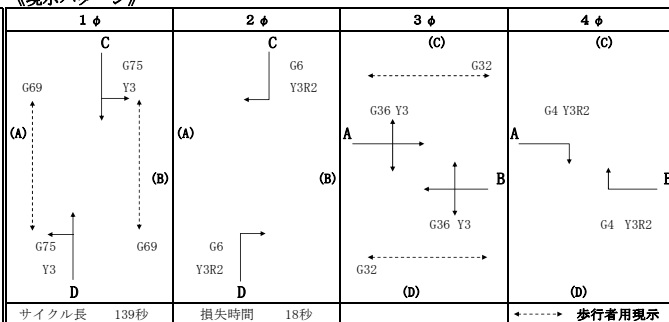 《現示パターン》
1φ 2φ 3φ 4φ
C C (C) (C)
G75
Y3
G69
(A)
(B)
G75
Y3
G69
D
G6
Y3R2
(A)
(B)
G6
Y3R2
D
G32
G36 Y3
A
B
G36 Y3
G32
(D)
G4 Y3R2
A
B
G4 Y3R2
(D)
サイクル長 139秒 損失時間 18秒 歩行者用現示